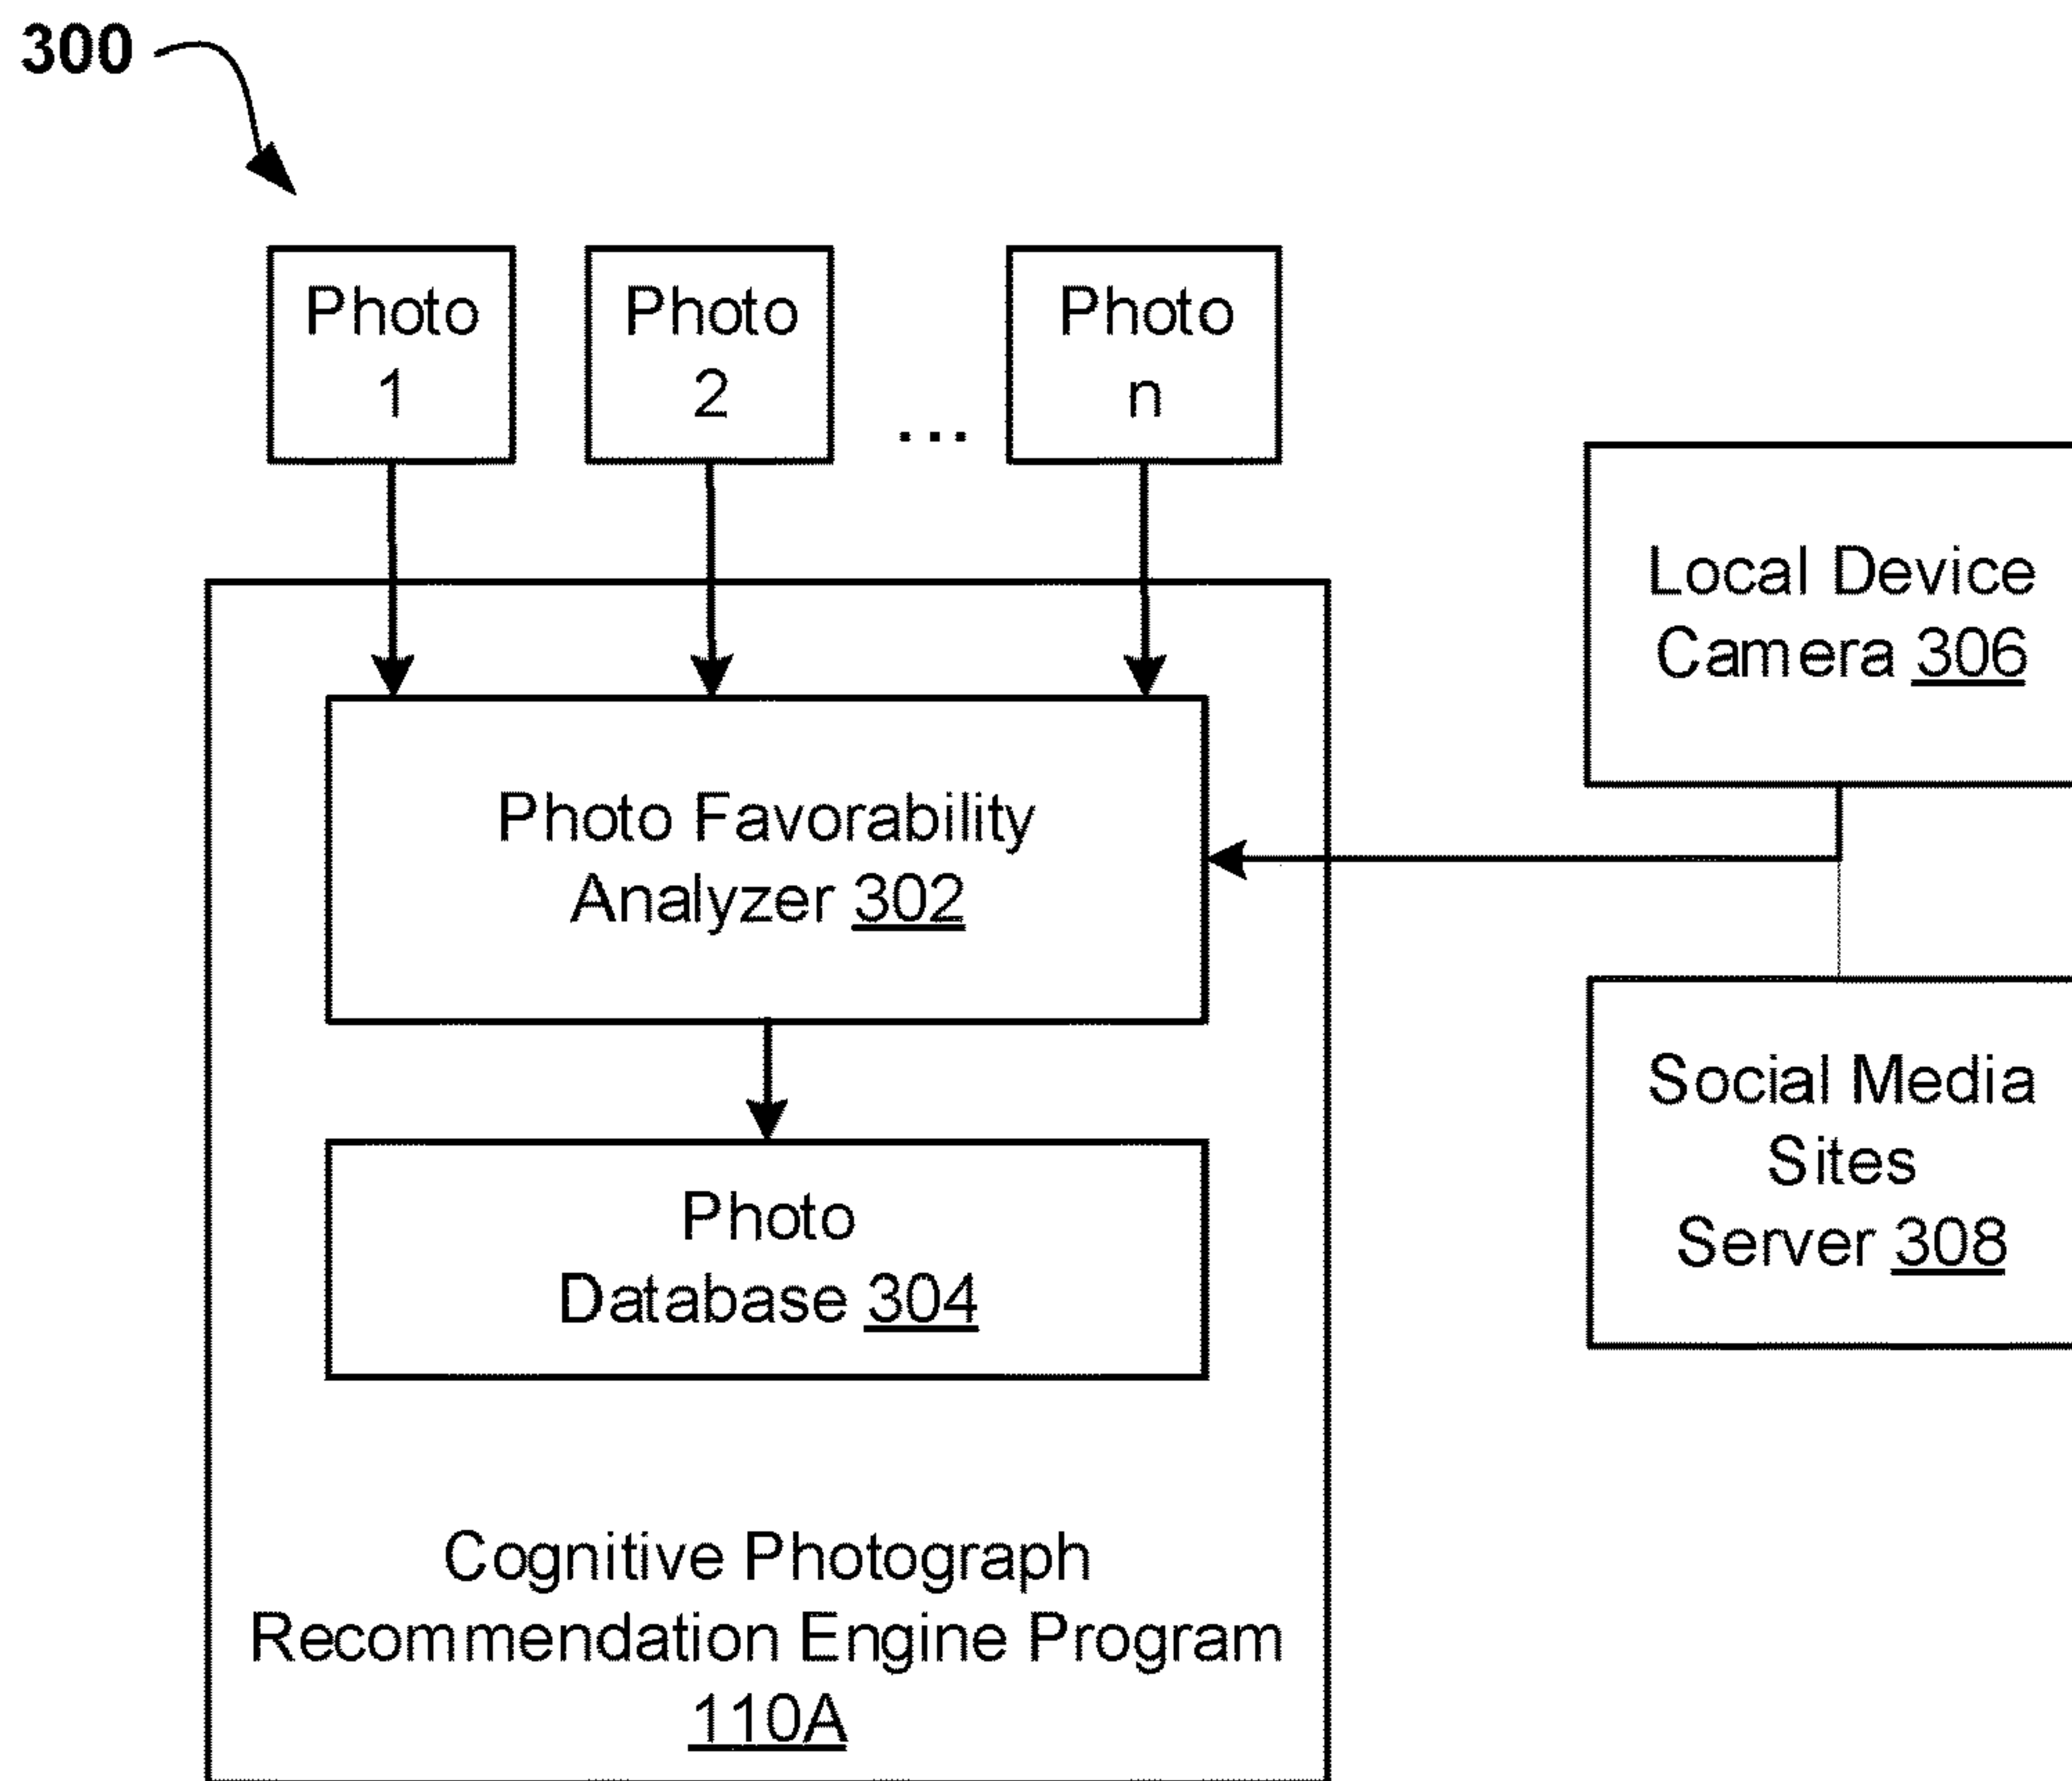 300
Photo
1
Photo
2
...
Photo
n
Local Device
Camera 306
Photo Favorability
Analyzer 302
Social Media
Sites
Server 308
Photo
Database 304
Cognitive Photograph
Recommendation Engine Program
110A